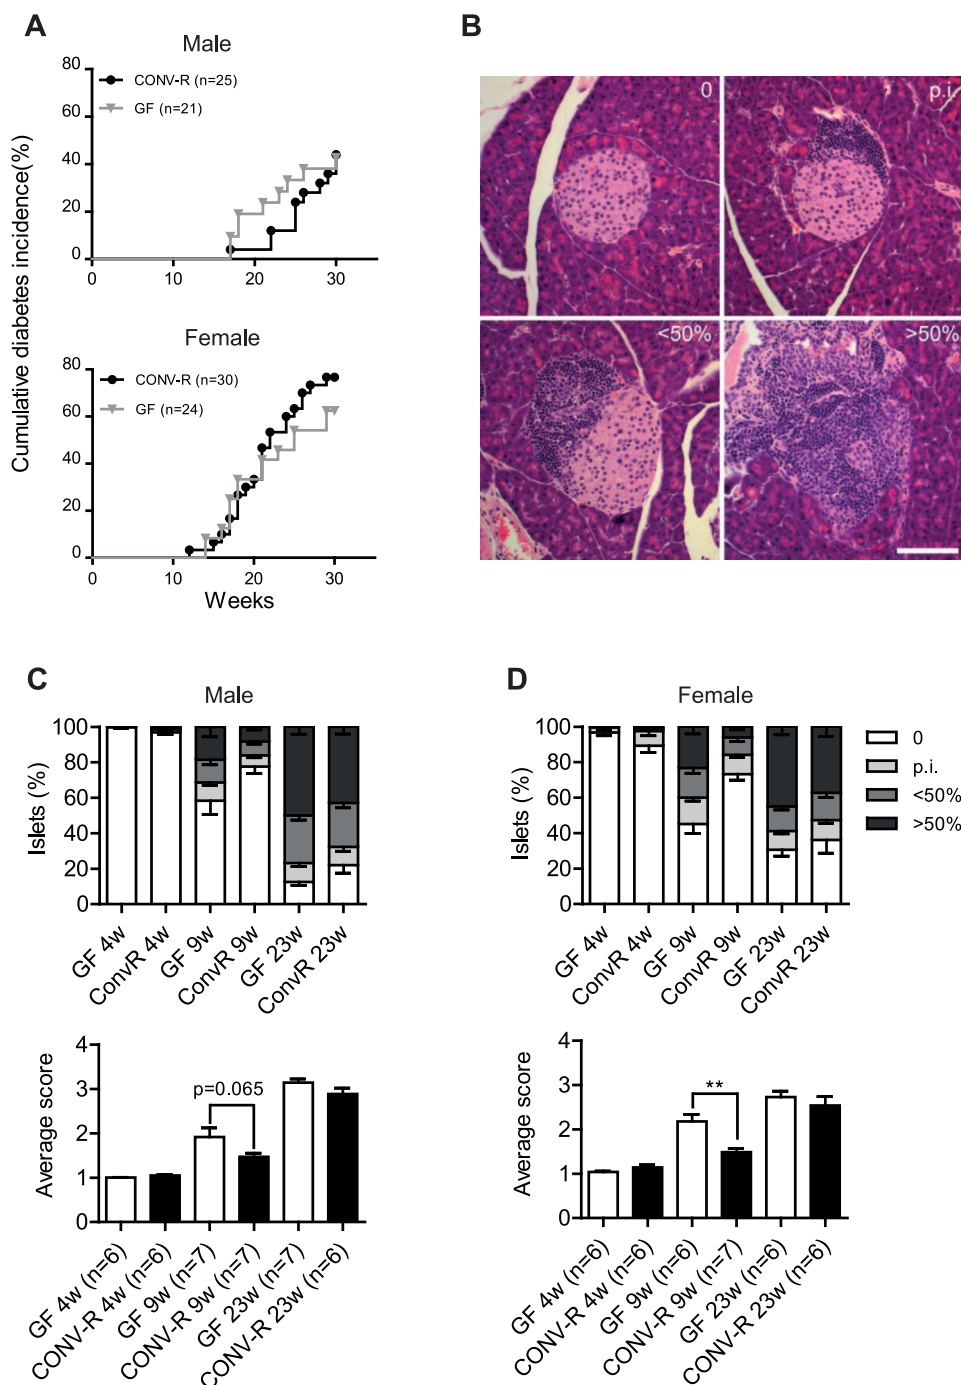 A
Male
80
60
40
20
0
0
10
20
30
CONV-R (n=25)
GF (n=21)
Cumulative diabetes incidence(%)
Female
80
60
40
20
0
0
10
20
30
CONV-R (n=30)
GF (n=24)
Weeks
B
0
p.i.
<50%
>50%
C
Male
Islets (%)
100
80
60
40
20
0
GF 4w
ConvR 4w
GF 9w
ConvR 9w
GF 23w
ConvR 23w
Average score
4
3
2
1
0
p=0.065
GF 4w (n=6)
CONV-R 4w (n=6)
GF 9w (n=7)
CONV-R 9w (n=7)
GF 23w (n=7)
CONV-R 23w (n=6)
D
Female
Islets (%)
100
80
60
40
20
0
GF 4w
ConvR 4w
GF 9w
ConvR 9w
GF 23w
ConvR 23w
0
p.i.
<50%
>50%
Average score
4
3
2
1
0
**
GF 4w (n=6)
CONV-R 4w (n=6)
GF 9w (n=6)
CONV-R 9w (n=7)
GF 23w (n=6)
CONV-R 23w (n=6)